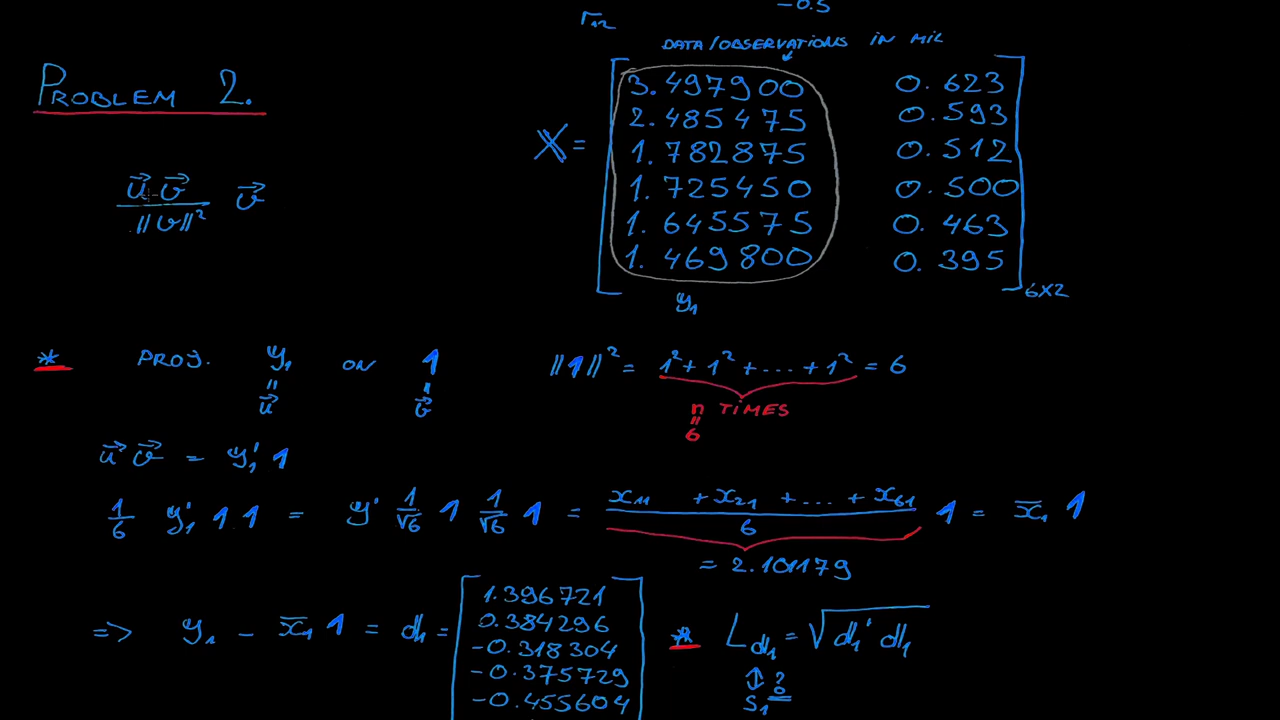 r₁₂ -0.5
DATA/OBSERVATIONS IN MIL
PROBLEM 2.
X = [ 3.497900 0.623
2.485475 0.593
1.782875 0.512
1.725450 0.500
1.645575 0.463
1.469800 0.395 ] 6X2
y₁
u⃗ v⃗ / ||v||² v⃗
* PROJ. y₁ ON 1 ||1||² = 1² + 1² + ... + 1² = 6
= u⃗ = v⃗ n TIMES
= 6
u⃗ v⃗ = y₁' 1
1/6 y₁' 1 1 = y' 1/√6 1 1/√6 1 = (x₁₁ + x₂₁ + ... + x₆₁)/6 1 = x̄₁ 1
= 2.101179
=> y₁ - x̄₁ 1 = d₁ = [ 1.396721
0.384296
-0.318304
-0.375729
-0.455604
* L_d₁ = √d₁' d₁
↕ ?
s₁